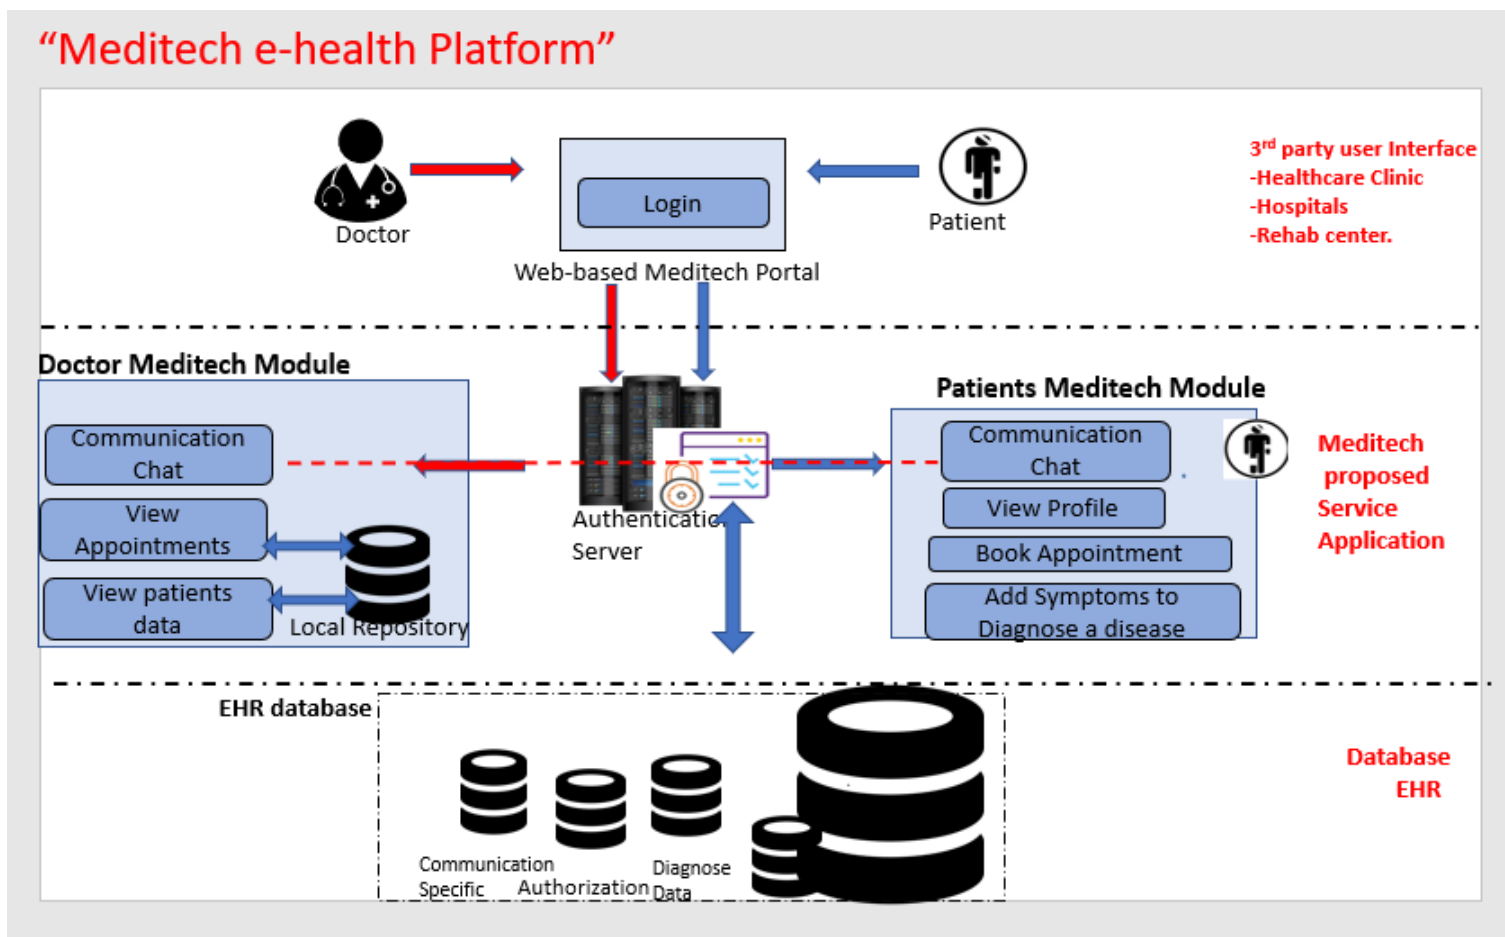 “Meditech e-health Platform”
Doctor
Login
Web-based Meditech Portal
Patient
3rd party user Interface
-Healthcare Clinic
-Hospitals
-Rehab center.
Doctor Meditech Module
Communication
Chat
View
Appointments
View patients
data
Local Repository
Authentication
Server
Patients Meditech Module
Communication
Chat
View Profile
Book Appointment
Add Symptoms to
Diagnose a disease
Meditech
proposed
Service
Application
EHR database
Communication
Specific
Authorization
Diagnose
Data
Database
EHR